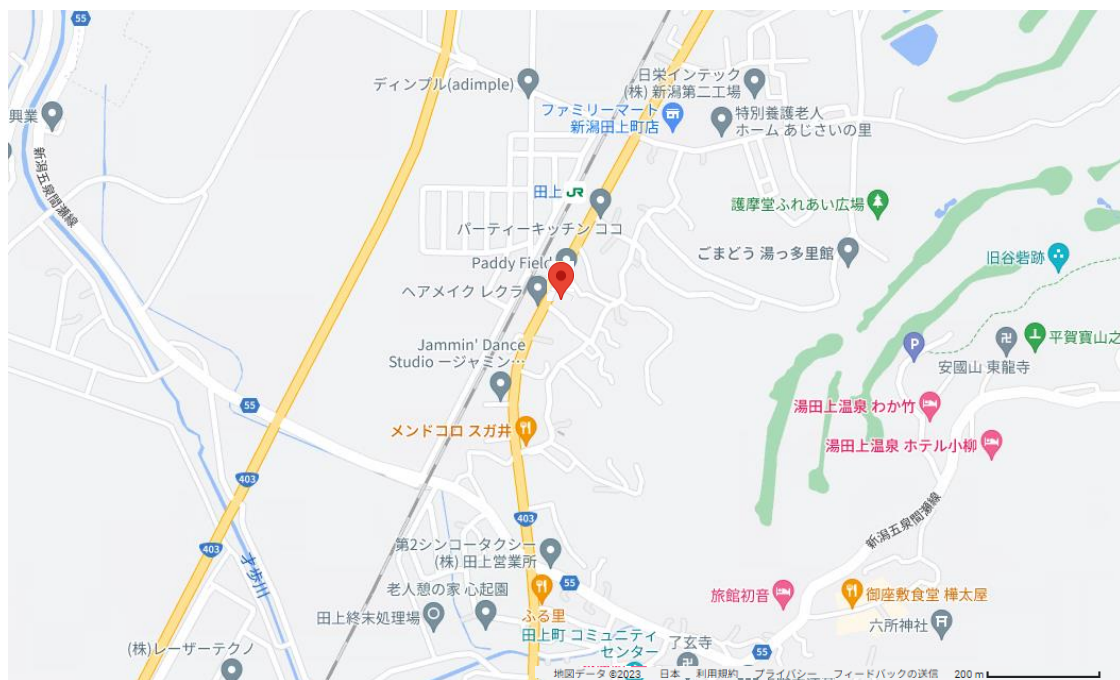 55
興業
新潟五泉間瀬線
ディンプル(adimple)
日栄インテック
(株) 新潟第二工場
ファミリーマート
新潟田上町店
特別養護老人
ホーム あじさいの里
田上 JR
パーティーキッチン ココ
護摩堂ふれあい広場
ごまどう 湯っ多里館
旧谷砦跡
Paddy Field
ヘアメイク レクラ
Jammin' Dance
Studio ージャミン…
P
安國山 東龍寺
平賀寶山之
55
湯田上温泉 わか竹
メンドコロ スガ井
湯田上温泉 ホテル小柳
403
403
403
新潟五泉間瀬線
第2シンコータクシー
(株) 田上営業所
才歩川
55
老人憩の家 心起園
田上終末処理場
ふる里
旅館初音
御座敷食堂 樺太屋
六所神社
田上町 コミュニティ
センター
了玄寺
55
(株)レーザーテクノ
地図データ ©2023 日本 利用規約 プライバシー フィードバックの送信 200 m